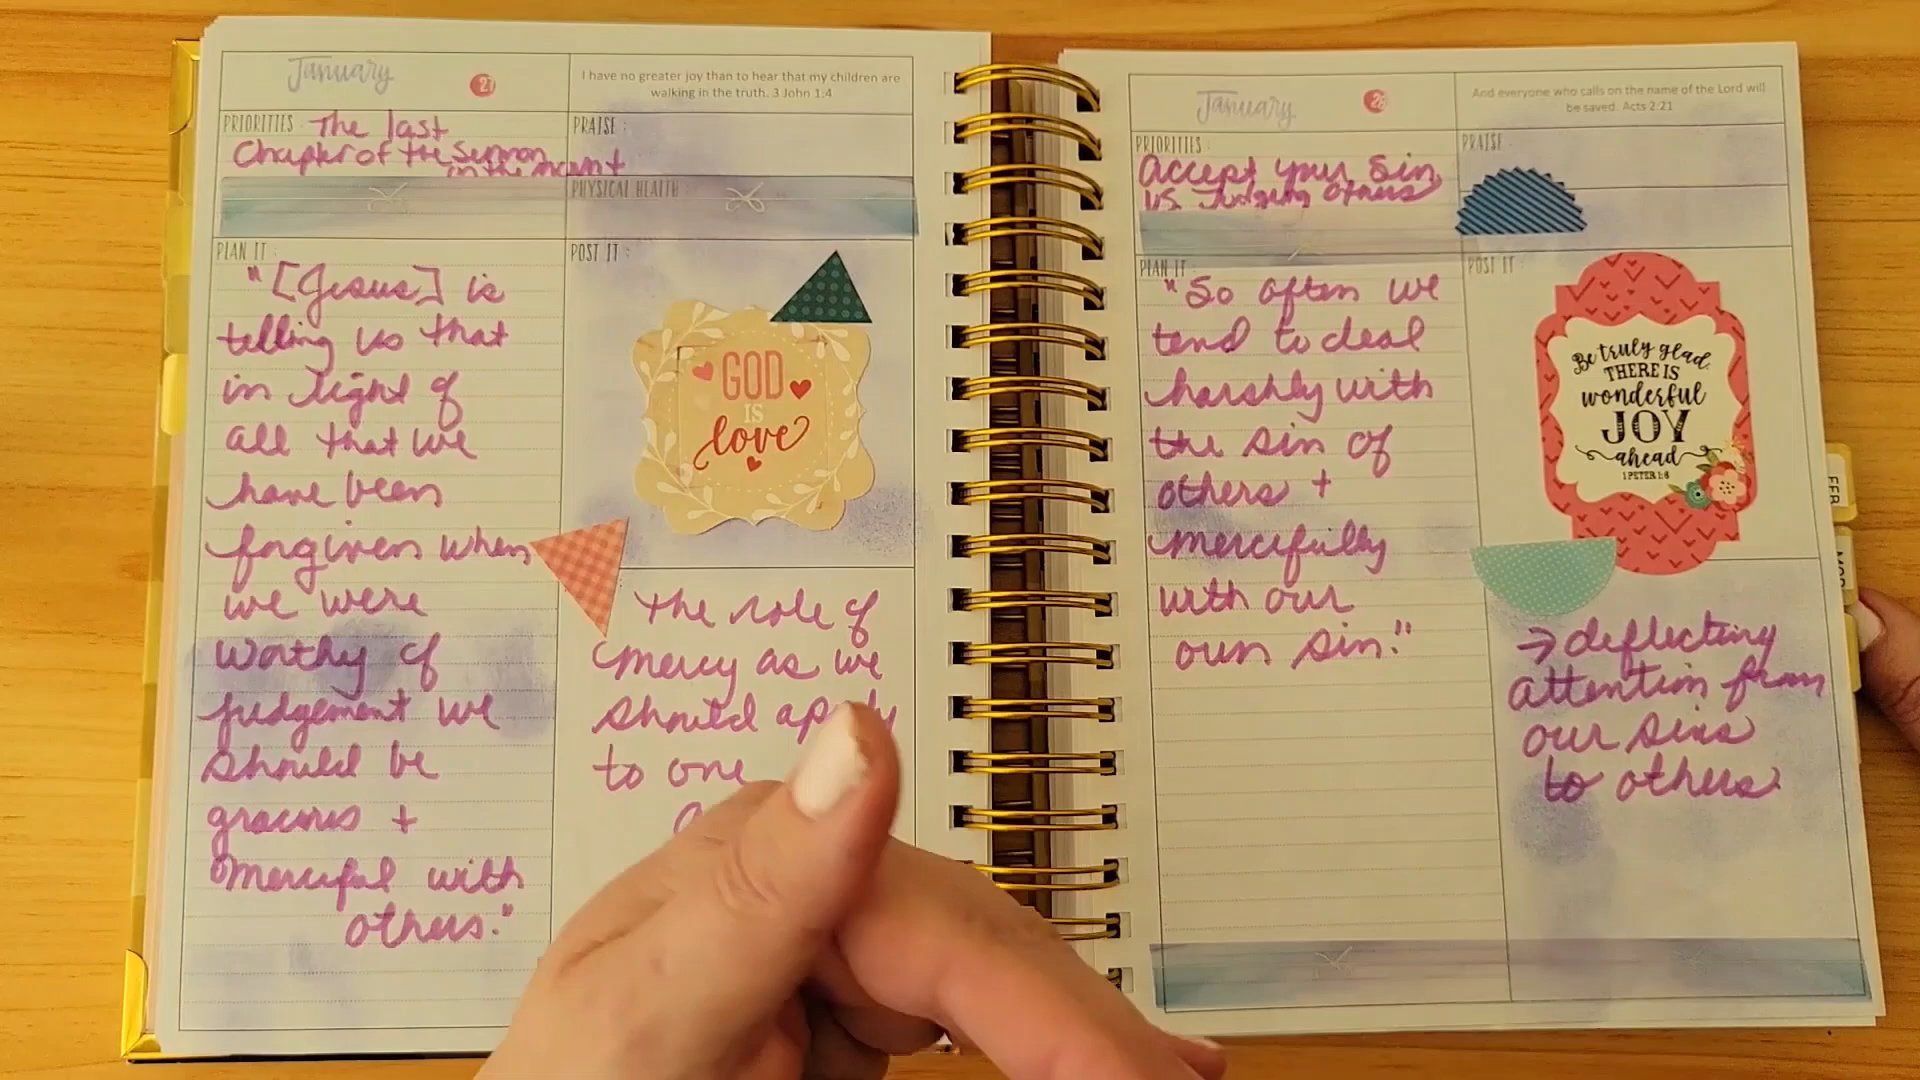 January 27
I have no greater joy than to hear that my children are
walking in the truth. 3 John 1:4
PRIORITIES : The last
Chapter of the Sermon
in the mount
PRAISE :
PHYSICAL HEALTH :
PLAN IT :
"[Jesus] is
telling us that
in light of
all that we
have been
forgiven when
we were
worthy of
judgement we
should be
gracious +
merciful with
others."
POST IT :
GOD
IS
love
The role of
mercy as we
should apply
to one
January 28
And everyone who calls on the name of the Lord will
be saved. Acts 2:21
PRIORITIES :
Accept your Sin
vs. Judging others
PRAISE :
PLAN IT :
"So often we
tend to deal
harshly with
the sin of
others +
mercifully
with our
own sin."
POST IT :
Be truly glad.
THERE IS
wonderful
JOY
ahead
1 PETER 1:6
→ deflecting
attention from
our sins
to others.
FEB
MAR